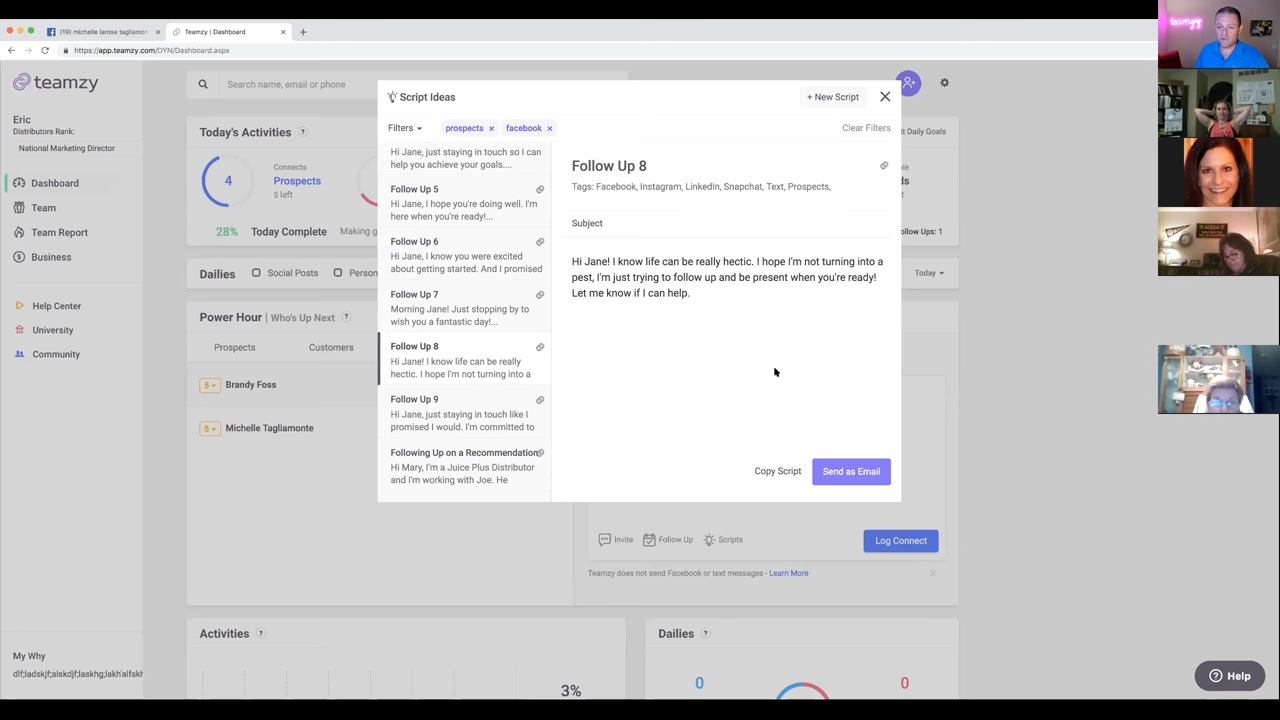 (19) michelle larose tagliamon
Teamzy | Dashboard
https://app.teamzy.com/DYN/Dashboard.aspx
teamzy
teamzy
Search name, email or phone
Eric
Distributors Rank:
National Marketing Director
Dashboard
Team
Team Report
Business
Help Center
University
Community
My Why
dlf;ladskjf;alskdjf;laskhg;lakh'alfskh
Today's Activities
4
Connects
Prospects
5 left
28% Today Complete
Making g
it Daily Goals
ollow Ups: 1
Dailies
Social Posts
Person
Today
Power Hour | Who's Up Next
Prospects
Customers
5 Brandy Foss
5 Michelle Tagliamonte
Script Ideas
+ New Script
Filters
prospects
facebook
Clear Filters
Hi Jane, just staying in touch so I can
help you achieve your goals....
Follow Up 5
Hi Jane, I hope you're doing well. I'm
here when you're ready!...
Follow Up 6
Hi Jane, I know you were excited
about getting started. And I promised
Follow Up 7
Morning Jane! Just stopping by to
wish you a fantastic day!...
Follow Up 8
Hi Jane! I know life can be really
hectic. I hope I'm not turning into a
Follow Up 9
Hi Jane, just staying in touch like I
promised I would. I'm committed to
Following Up on a Recommendation
Hi Mary, I'm a Juice Plus Distributor
and I'm working with Joe. He
Follow Up 8
Tags: Facebook, Instagram, LinkedIn, Snapchat, Text, Prospects,
Subject
Hi Jane! I know life can be really hectic. I hope I'm not turning into a
pest, I'm just trying to follow up and be present when you're ready!
Let me know if I can help.
Copy Script
Send as Email
Invite
Follow Up
Scripts
Log Connect
Teamzy does not send Facebook or text messages - Learn More
Activities
3%
Dailies
0
0
Help